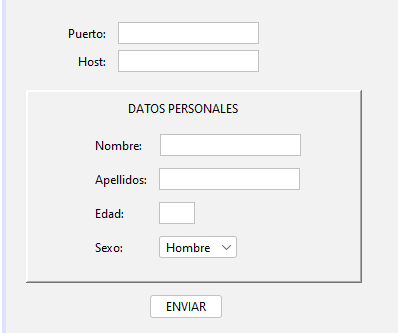 Puerto:
Host:
DATOS PERSONALES
Nombre:
Apellidos:
Edad:
Sexo: Hombre
ENVIAR